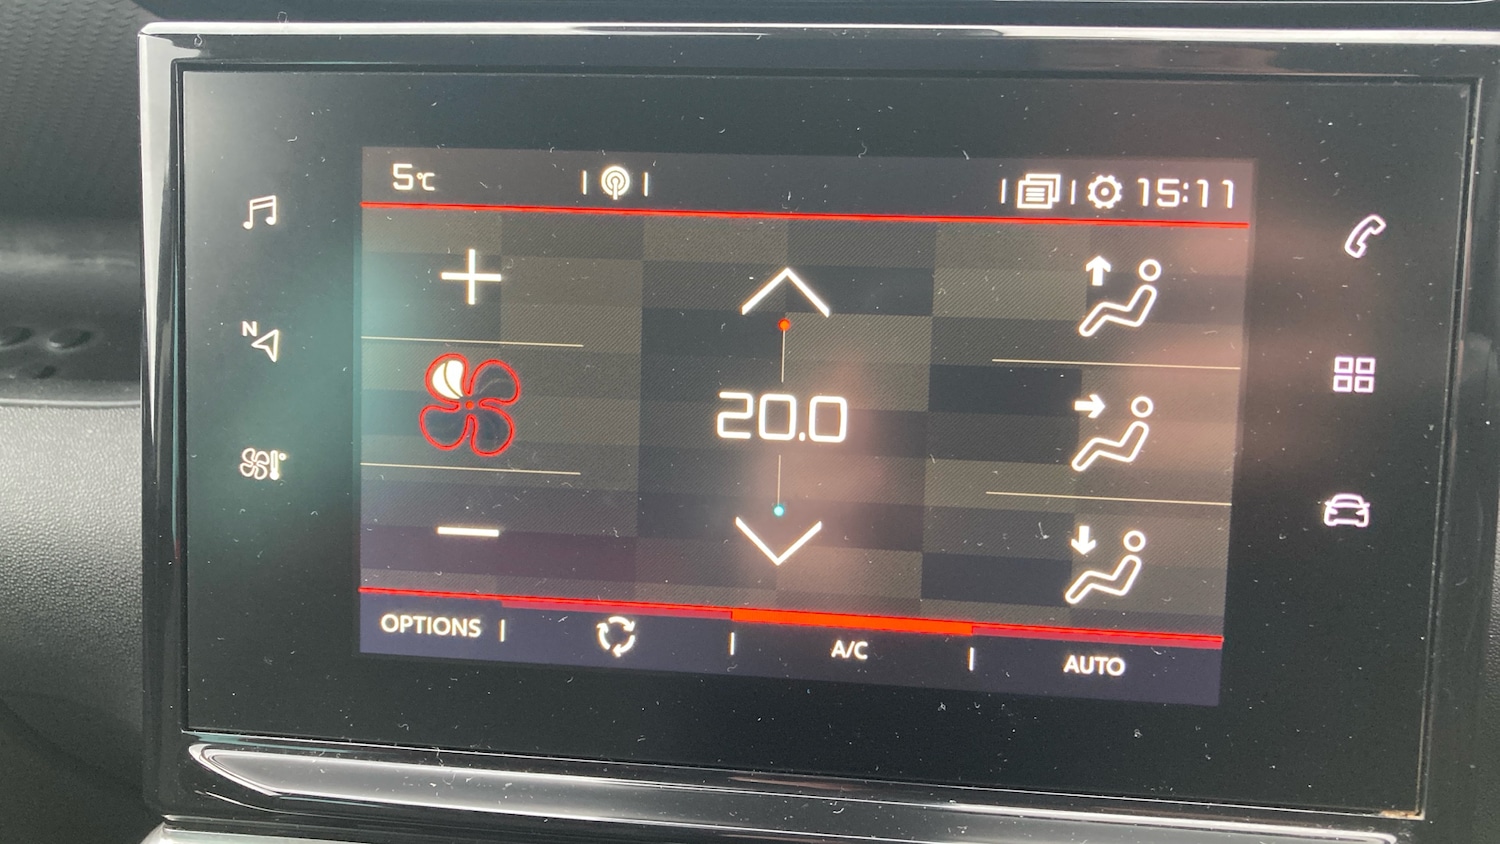 5°C
15:11
N
20.0
OPTIONS
A/C
AUTO